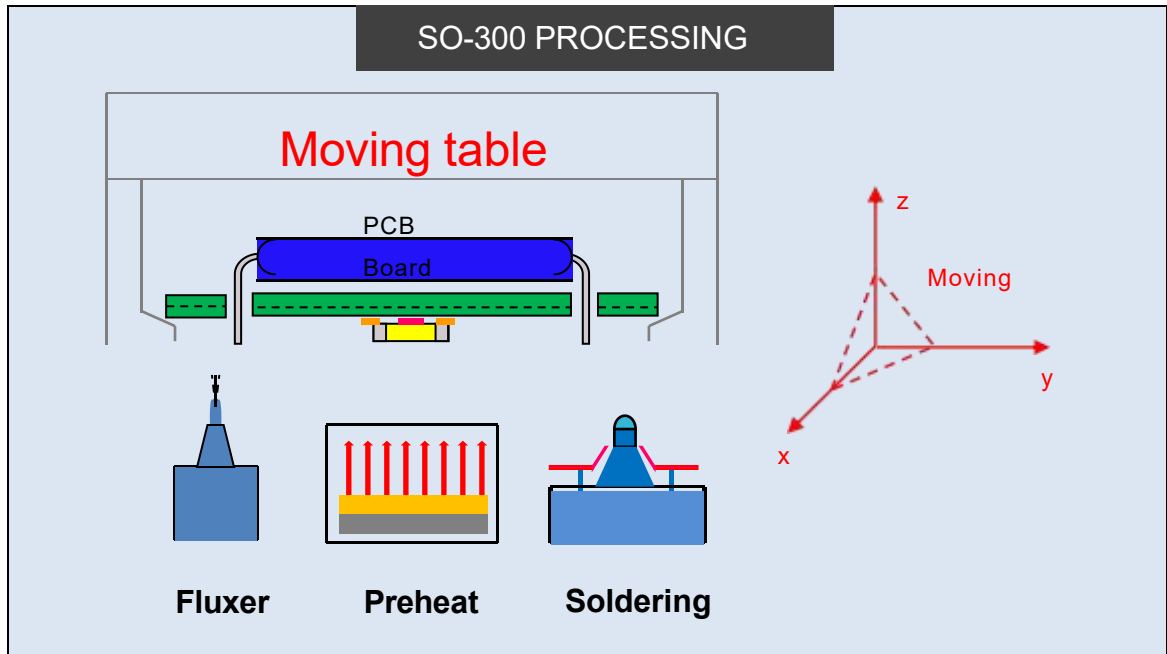 SO-300 PROCESSING
Moving table
PCB
Board
z
Moving
y
x
Fluxer
Preheat
Soldering